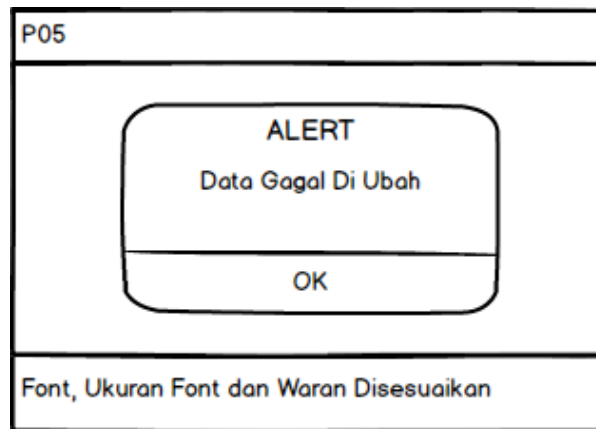 P05
ALERT
Data Gagal Di Ubah
OK
Font, Ukuran Font dan Waran Disesuaikan